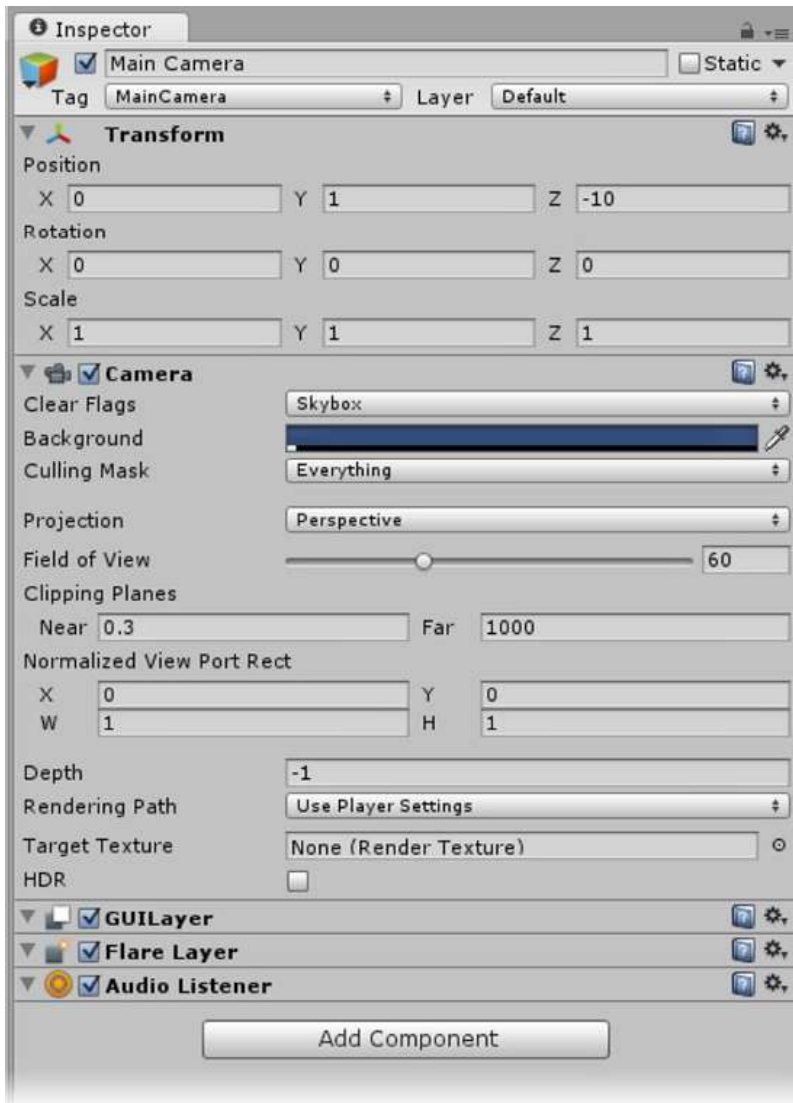 Inspector
Main Camera Static
Tag MainCamera Layer Default
Transform
Position
X 0 Y 1 Z -10
Rotation
X 0 Y 0 Z 0
Scale
X 1 Y 1 Z 1
Camera
Clear Flags Skybox
Background
Culling Mask Everything
Projection Perspective
Field of View 60
Clipping Planes
Near 0.3 Far 1000
Normalized View Port Rect
X 0 Y 0
W 1 H 1
Depth -1
Rendering Path Use Player Settings
Target Texture None (Render Texture)
HDR
GUILayer
Flare Layer
Audio Listener
Add Component